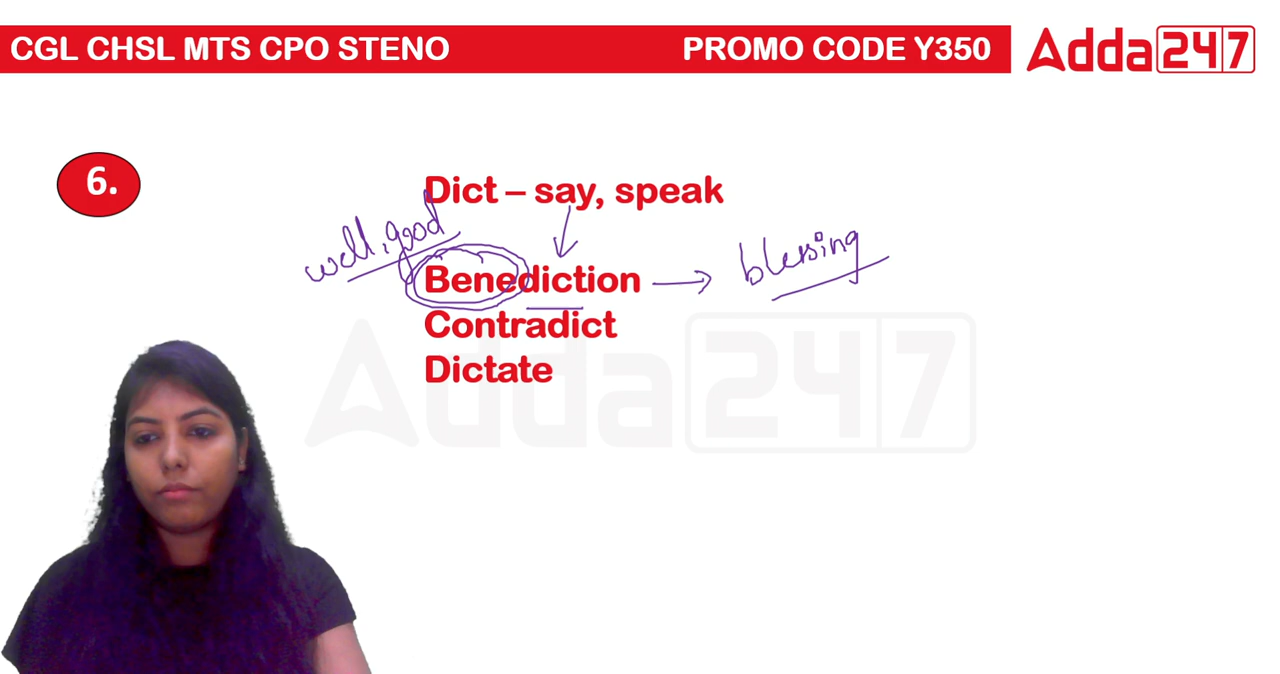 CGL CHSL MTS CPO STENO PROMO CODE Y350 Adda247
6.
Dict – say, speak
well, good
Benediction → blessing
Contradict
Dictate
Adda247